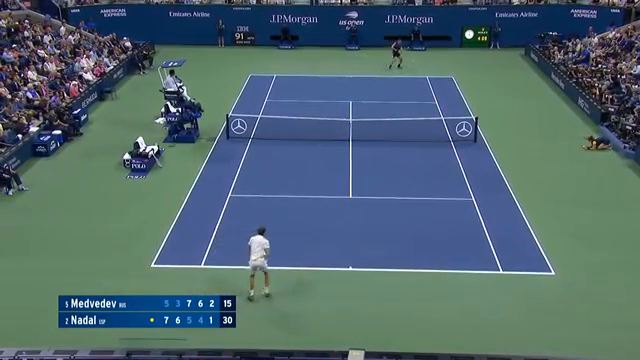 AMERICAN EXPRESS
Emirates Airline
J.P.Morgan
us open
J.P.Morgan
Emirates Airline
AMERICAN EXPRESS
IBM
91
POLO
POLO
5 Medvedev RUS 5 3 7 6 2 15
2 Nadal ESP 7 6 5 4 1 30